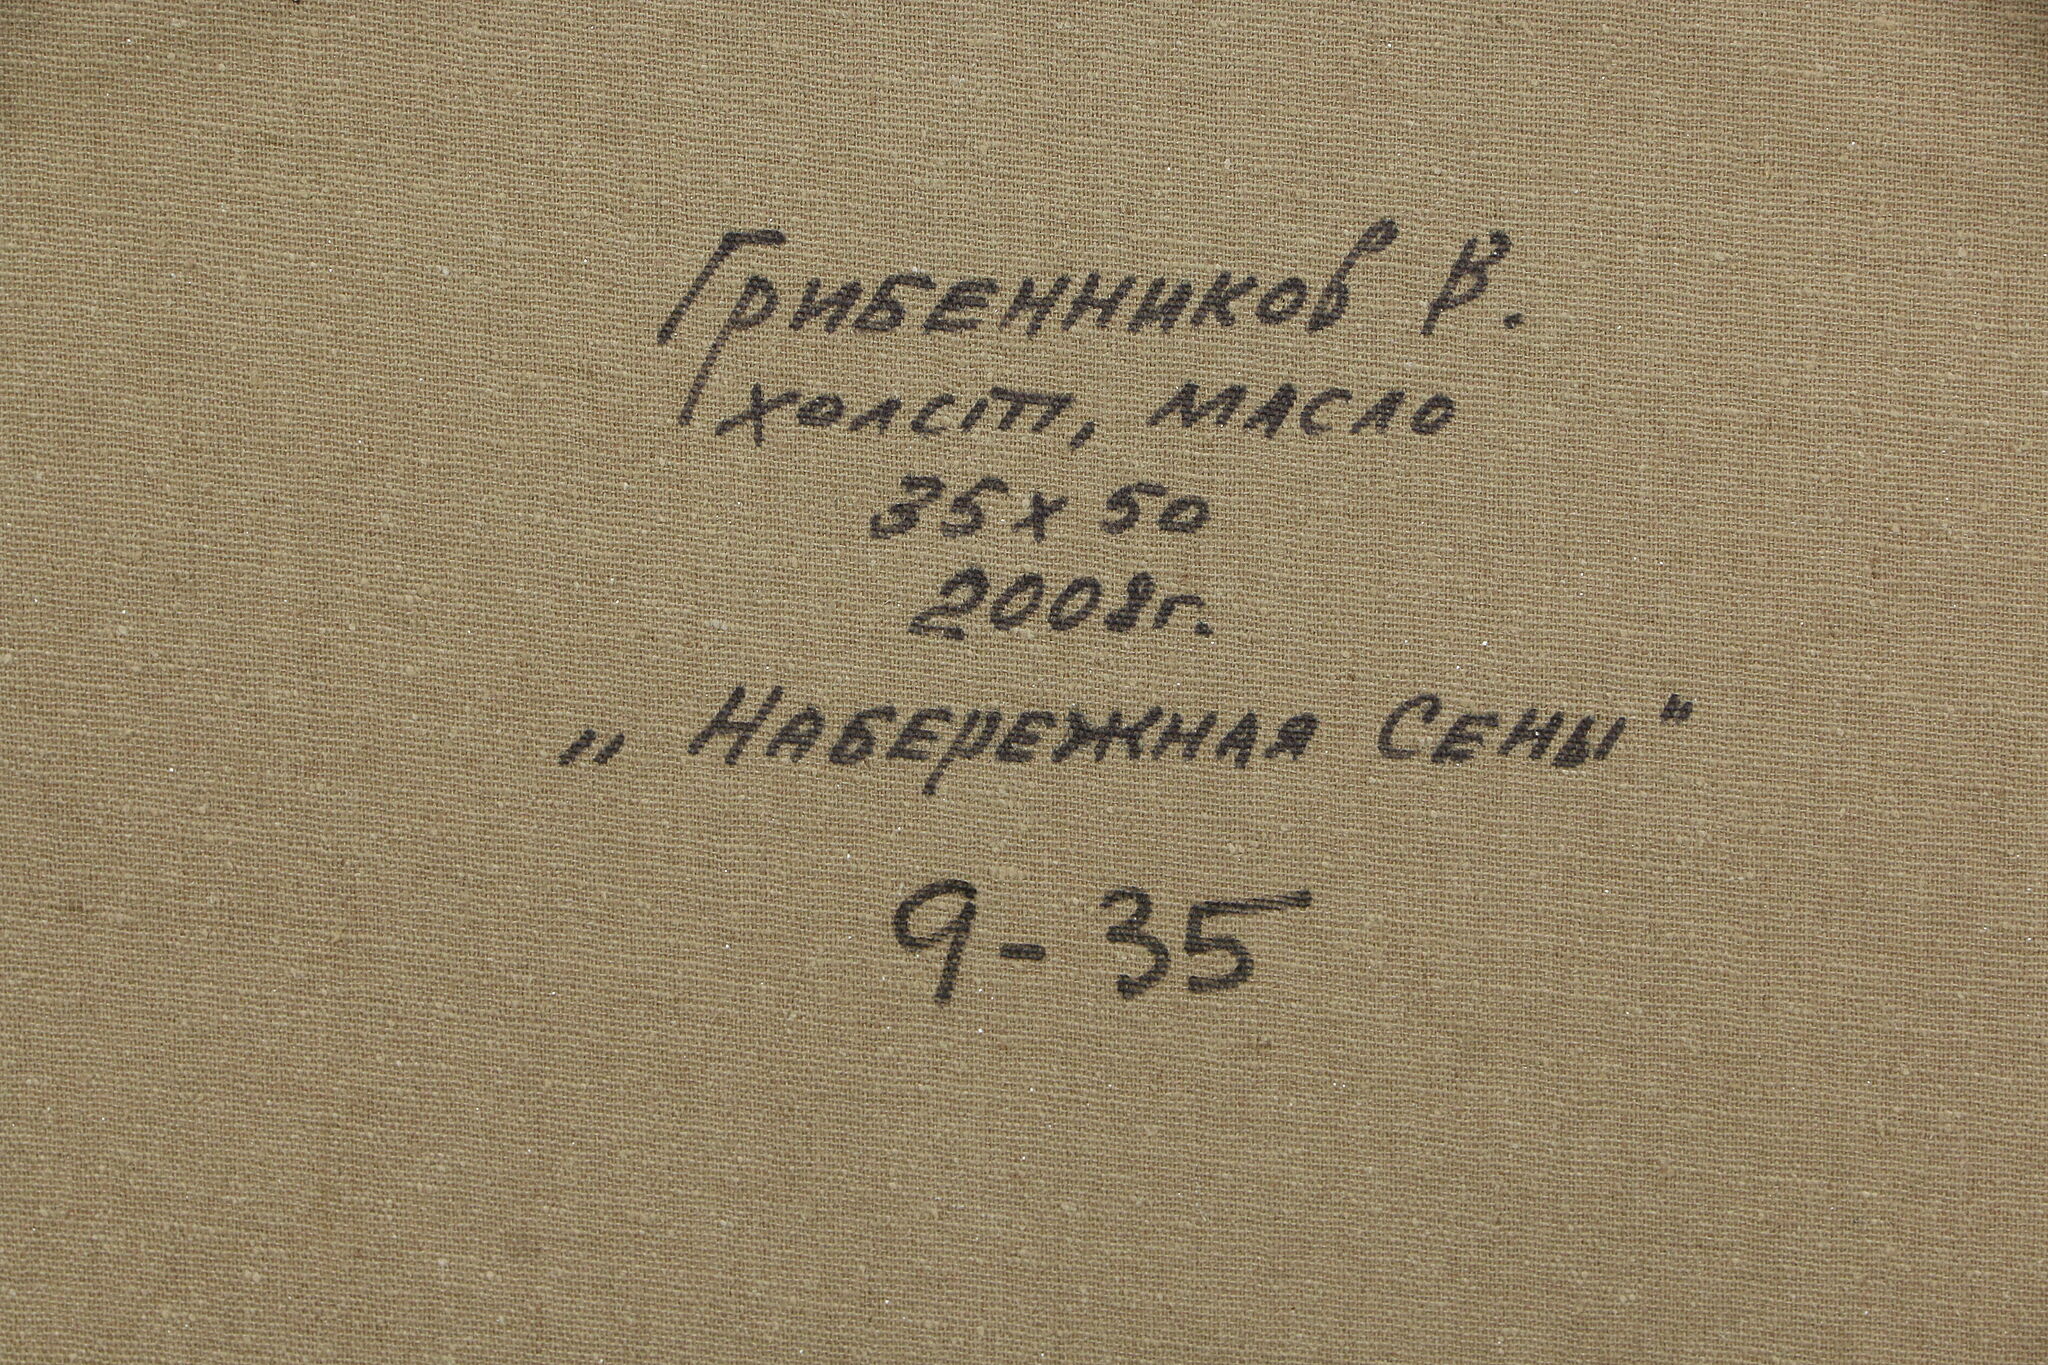 Грибенников В.
холст, масло
35 х 50
2008г.
„Набережная Сены"
9-35